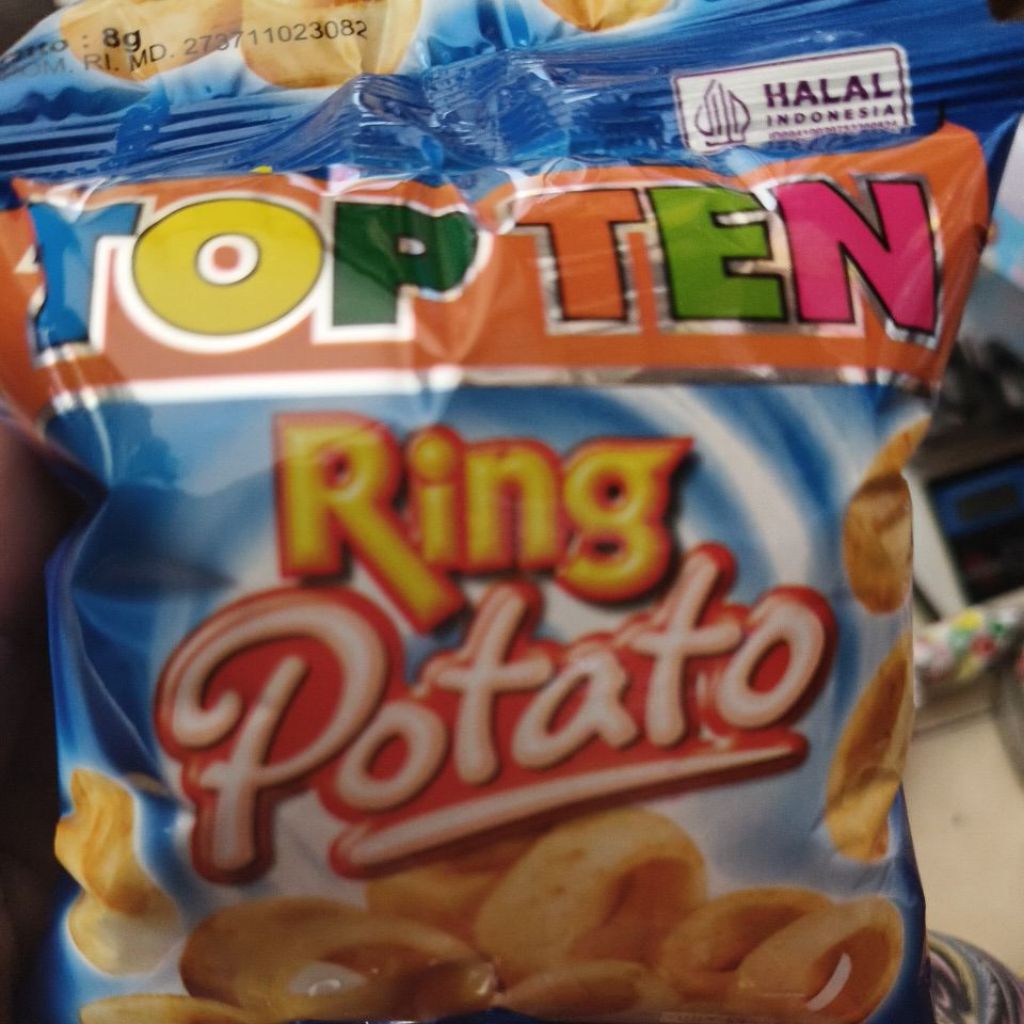 : 8g
RI. MD. 273711023082
HALAL
INDONESIA
TOP TEN
Ring
Potato